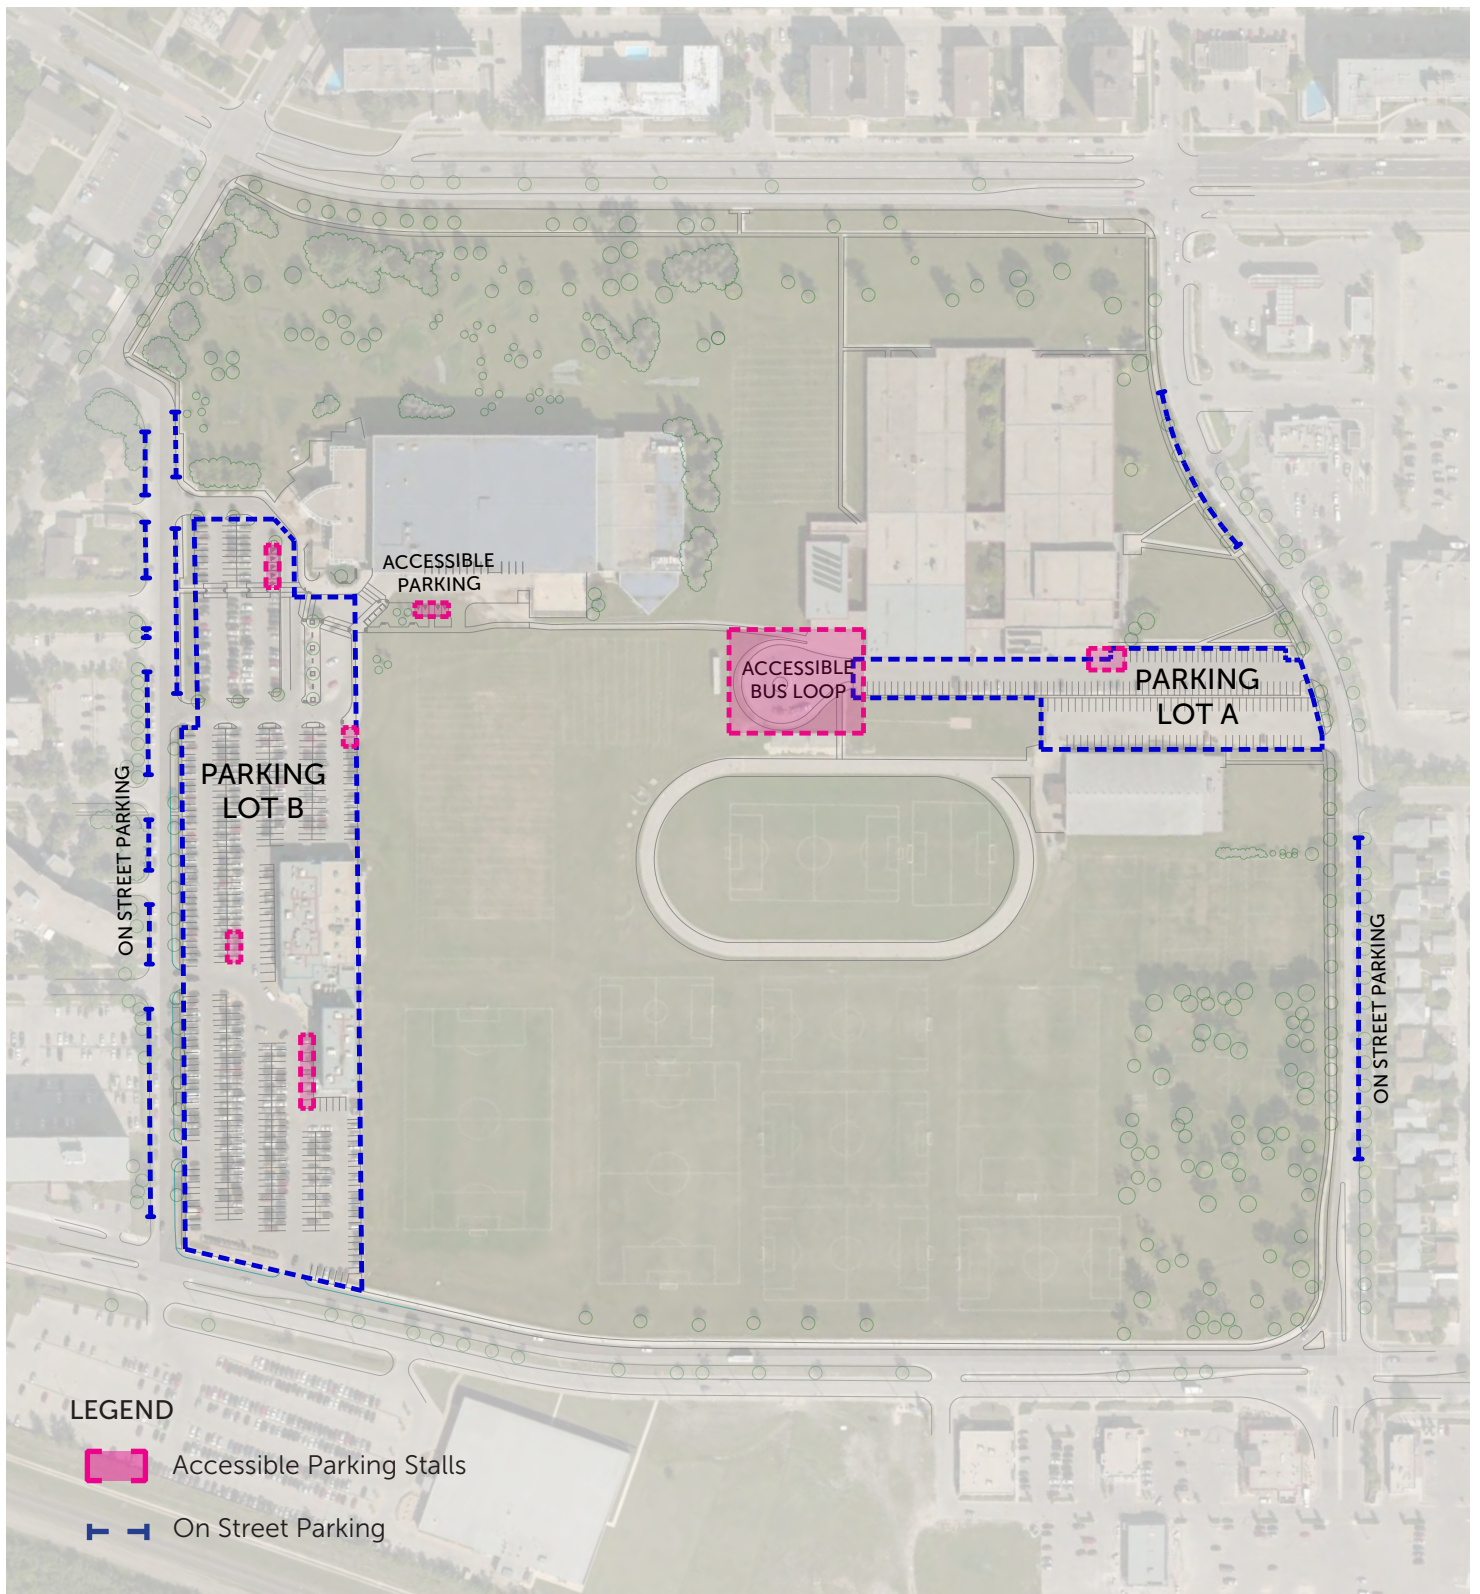 ACCESSIBLE
PARKING
ACCESSIBLE
BUS LOOP
PARKING
LOT A
PARKING
LOT B
ON STREET PARKING
ON STREET PARKING
LEGEND
Accessible Parking Stalls
On Street Parking